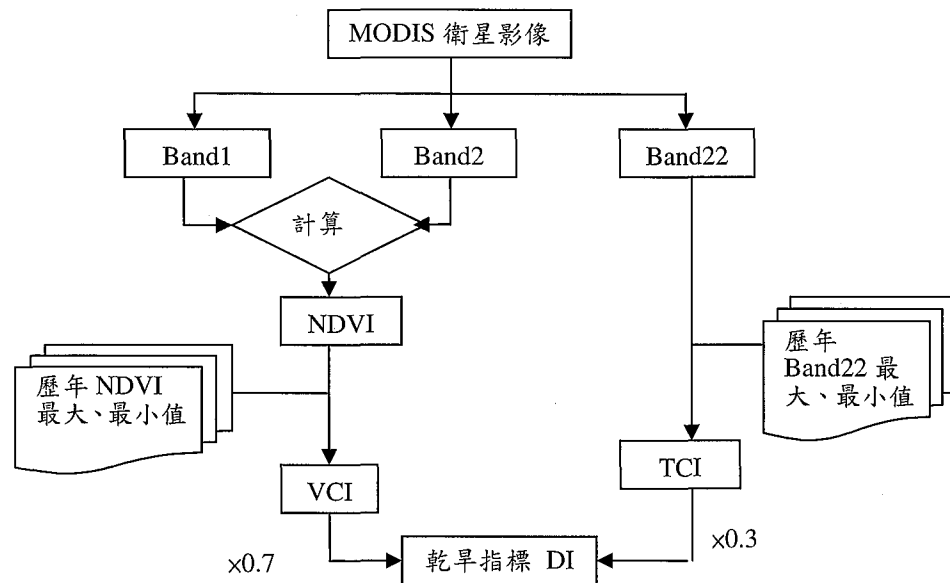 MODIS 衛星影像
Band1
Band2
Band22
計算
NDVI
歷年 NDVI
最大、最小值
歷年
Band22 最
大、最小值
VCI
TCI
×0.7
乾旱指標 DI
×0.3